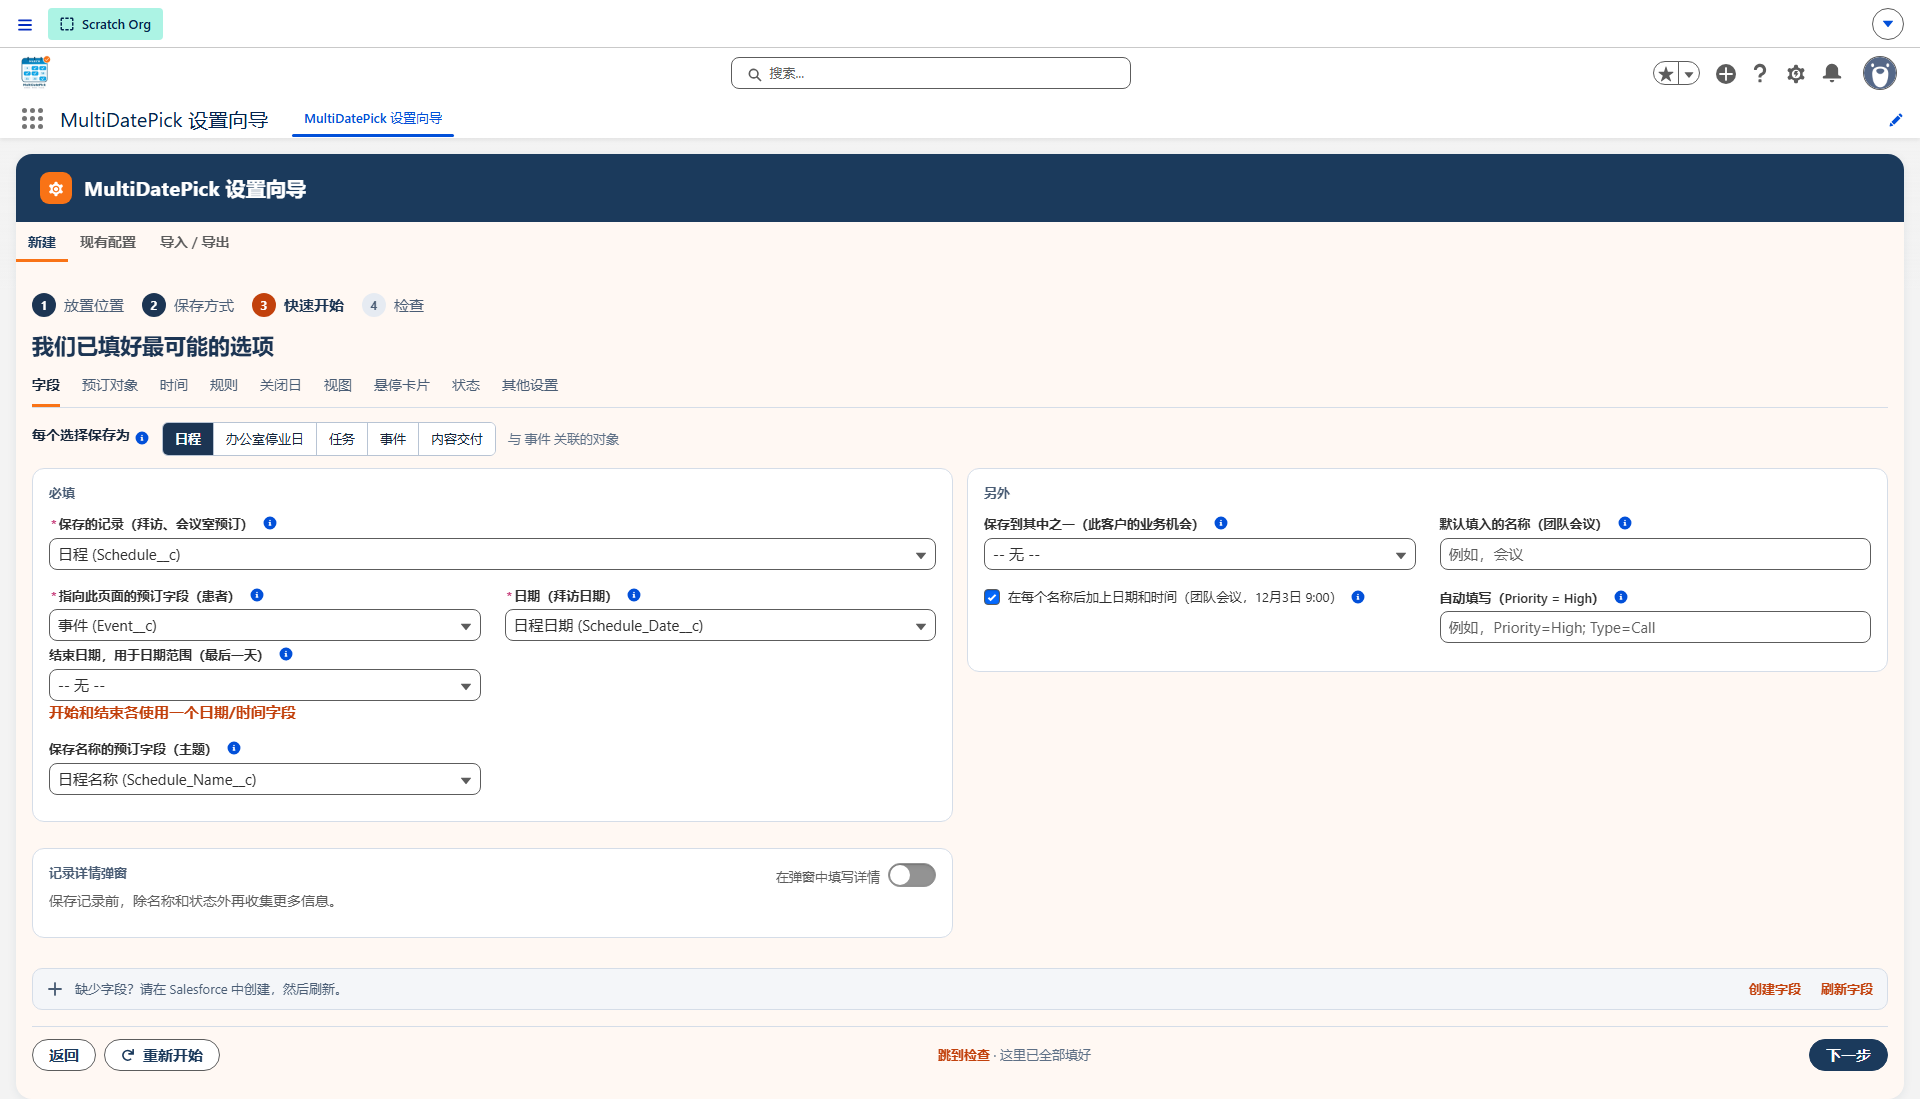 Scratch Org
搜索...
MultiDatePick 设置向导
MultiDatePick 设置向导
MultiDatePick 设置向导
新建
现有配置
导入 / 导出
1 放置位置
2 保存方式
3 快速开始
4 检查
我们已填好最可能的选项
字段
预订对象
时间
规则
关闭日
视图
悬停卡片
状态
其他设置
每个选择保存为
日程
办公室停业日
任务
事件
内容交付
与 事件 关联的对象
必填
*保存的记录（拜访、会议室预订）
日程 (Schedule__c)
*指向此页面的预订字段（患者）
事件 (Event__c)
*日期（拜访日期）
日程日期 (Schedule_Date__c)
结束日期，用于日期范围（最后一天）
-- 无 --
开始和结束各使用一个日期/时间字段
保存名称的预订字段（主题）
日程名称 (Schedule_Name__c)
另外
保存到其中之一（此客户的业务机会）
-- 无 --
默认填入的名称（团队会议）
例如，会议
在每个名称后加上日期和时间（团队会议，12月3日 9:00）
自动填写（Priority = High）
例如，Priority=High; Type=Call
记录详情弹窗
在弹窗中填写详情
保存记录前，除名称和状态外再收集更多信息。
缺少字段？请在 Salesforce 中创建，然后刷新。
创建字段
刷新字段
返回
重新开始
跳到检查 · 这里已全部填好
下一步